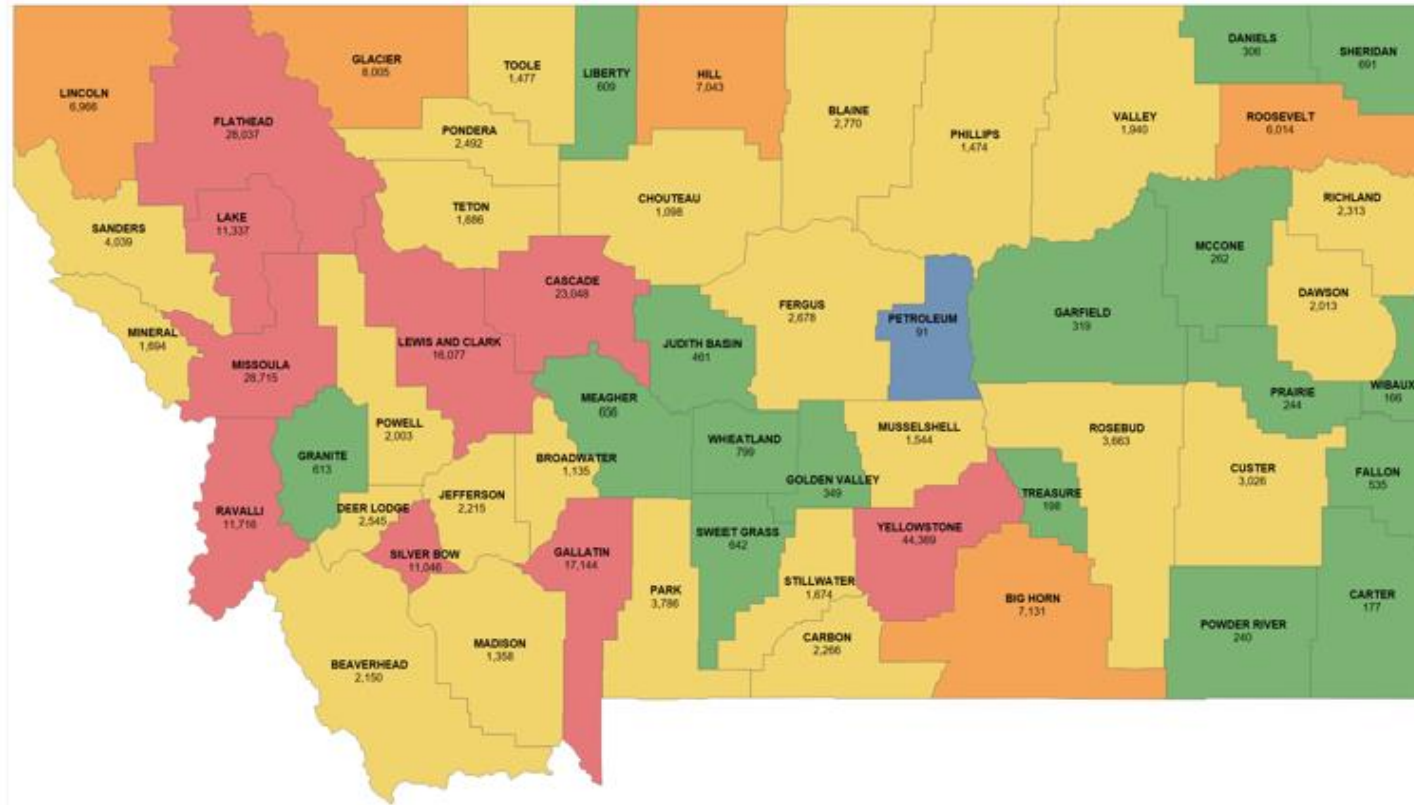 LINCOLN
6,966
FLATHEAD
28,037
GLACIER
8,005
TOOLE
1,477
LIBERTY
609
HILL
7,043
BLAINE
2,770
PHILLIPS
1,474
VALLEY
1,940
DANIELS
306
SHERIDAN
691
ROOSEVELT
6,014
PONDERA
2,492
TETON
1,686
CHOUTEAU
1,098
RICHLAND
2,313
SANDERS
4,039
LAKE
11,337
MCCONE
262
DAWSON
2,013
CASCADE
23,048
FERGUS
2,678
PETROLEUM
91
GARFIELD
319
MINERAL
1,694
MISSOULA
28,715
LEWIS AND CLARK
16,077
JUDITH BASIN
461
MEAGHER
636
PRAIRIE
244
WIBAUX
166
POWELL
2,003
GRANITE
613
BROADWATER
1,135
WHEATLAND
799
GOLDEN VALLEY
349
MUSSELSHELL
1,544
ROSEBUD
3,663
CUSTER
3,026
FALLON
535
RAVALLI
11,716
DEER LODGE
2,545
JEFFERSON
2,215
TREASURE
198
SILVER BOW
11,046
GALLATIN
17,144
SWEET GRASS
642
YELLOWSTONE
44,369
PARK
3,786
STILLWATER
1,674
BIG HORN
7,131
CARTER
177
BEAVERHEAD
2,150
MADISON
1,358
CARBON
2,266
POWDER RIVER
240